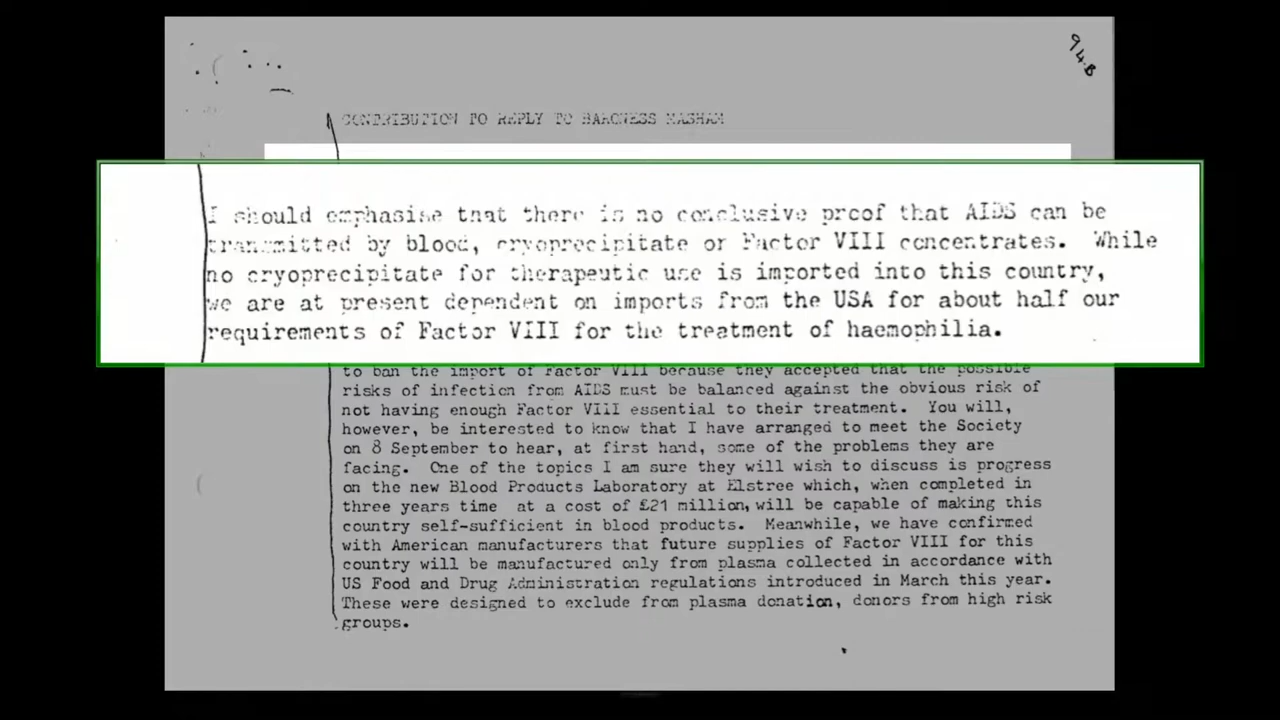 94.B
CONTRIBUTION TO REPLY TO BARONESS MASHAM
I should emphasise that there is no conclusive proof that AIDS can be
transmitted by blood, cryoprecipitate or Factor VIII concentrates. While
no cryoprecipitate for therapeutic use is imported into this country,
we are at present dependent on imports from the USA for about half our
requirements of Factor VIII for the treatment of haemophilia.
to ban the import of Factor VIII because they accepted that the possible
risks of infection from AIDS must be balanced against the obvious risk of
not having enough Factor VIII essential to their treatment. You will,
however, be interested to know that I have arranged to meet the Society
on 8 September to hear, at first hand, some of the problems they are
facing. One of the topics I am sure they will wish to discuss is progress
on the new Blood Products Laboratory at Elstree which, when completed in
three years time at a cost of £21 million, will be capable of making this
country self-sufficient in blood products. Meanwhile, we have confirmed
with American manufacturers that future supplies of Factor VIII for this
country will be manufactured only from plasma collected in accordance with
US Food and Drug Administration regulations introduced in March this year.
These were designed to exclude from plasma donation, donors from high risk
groups.